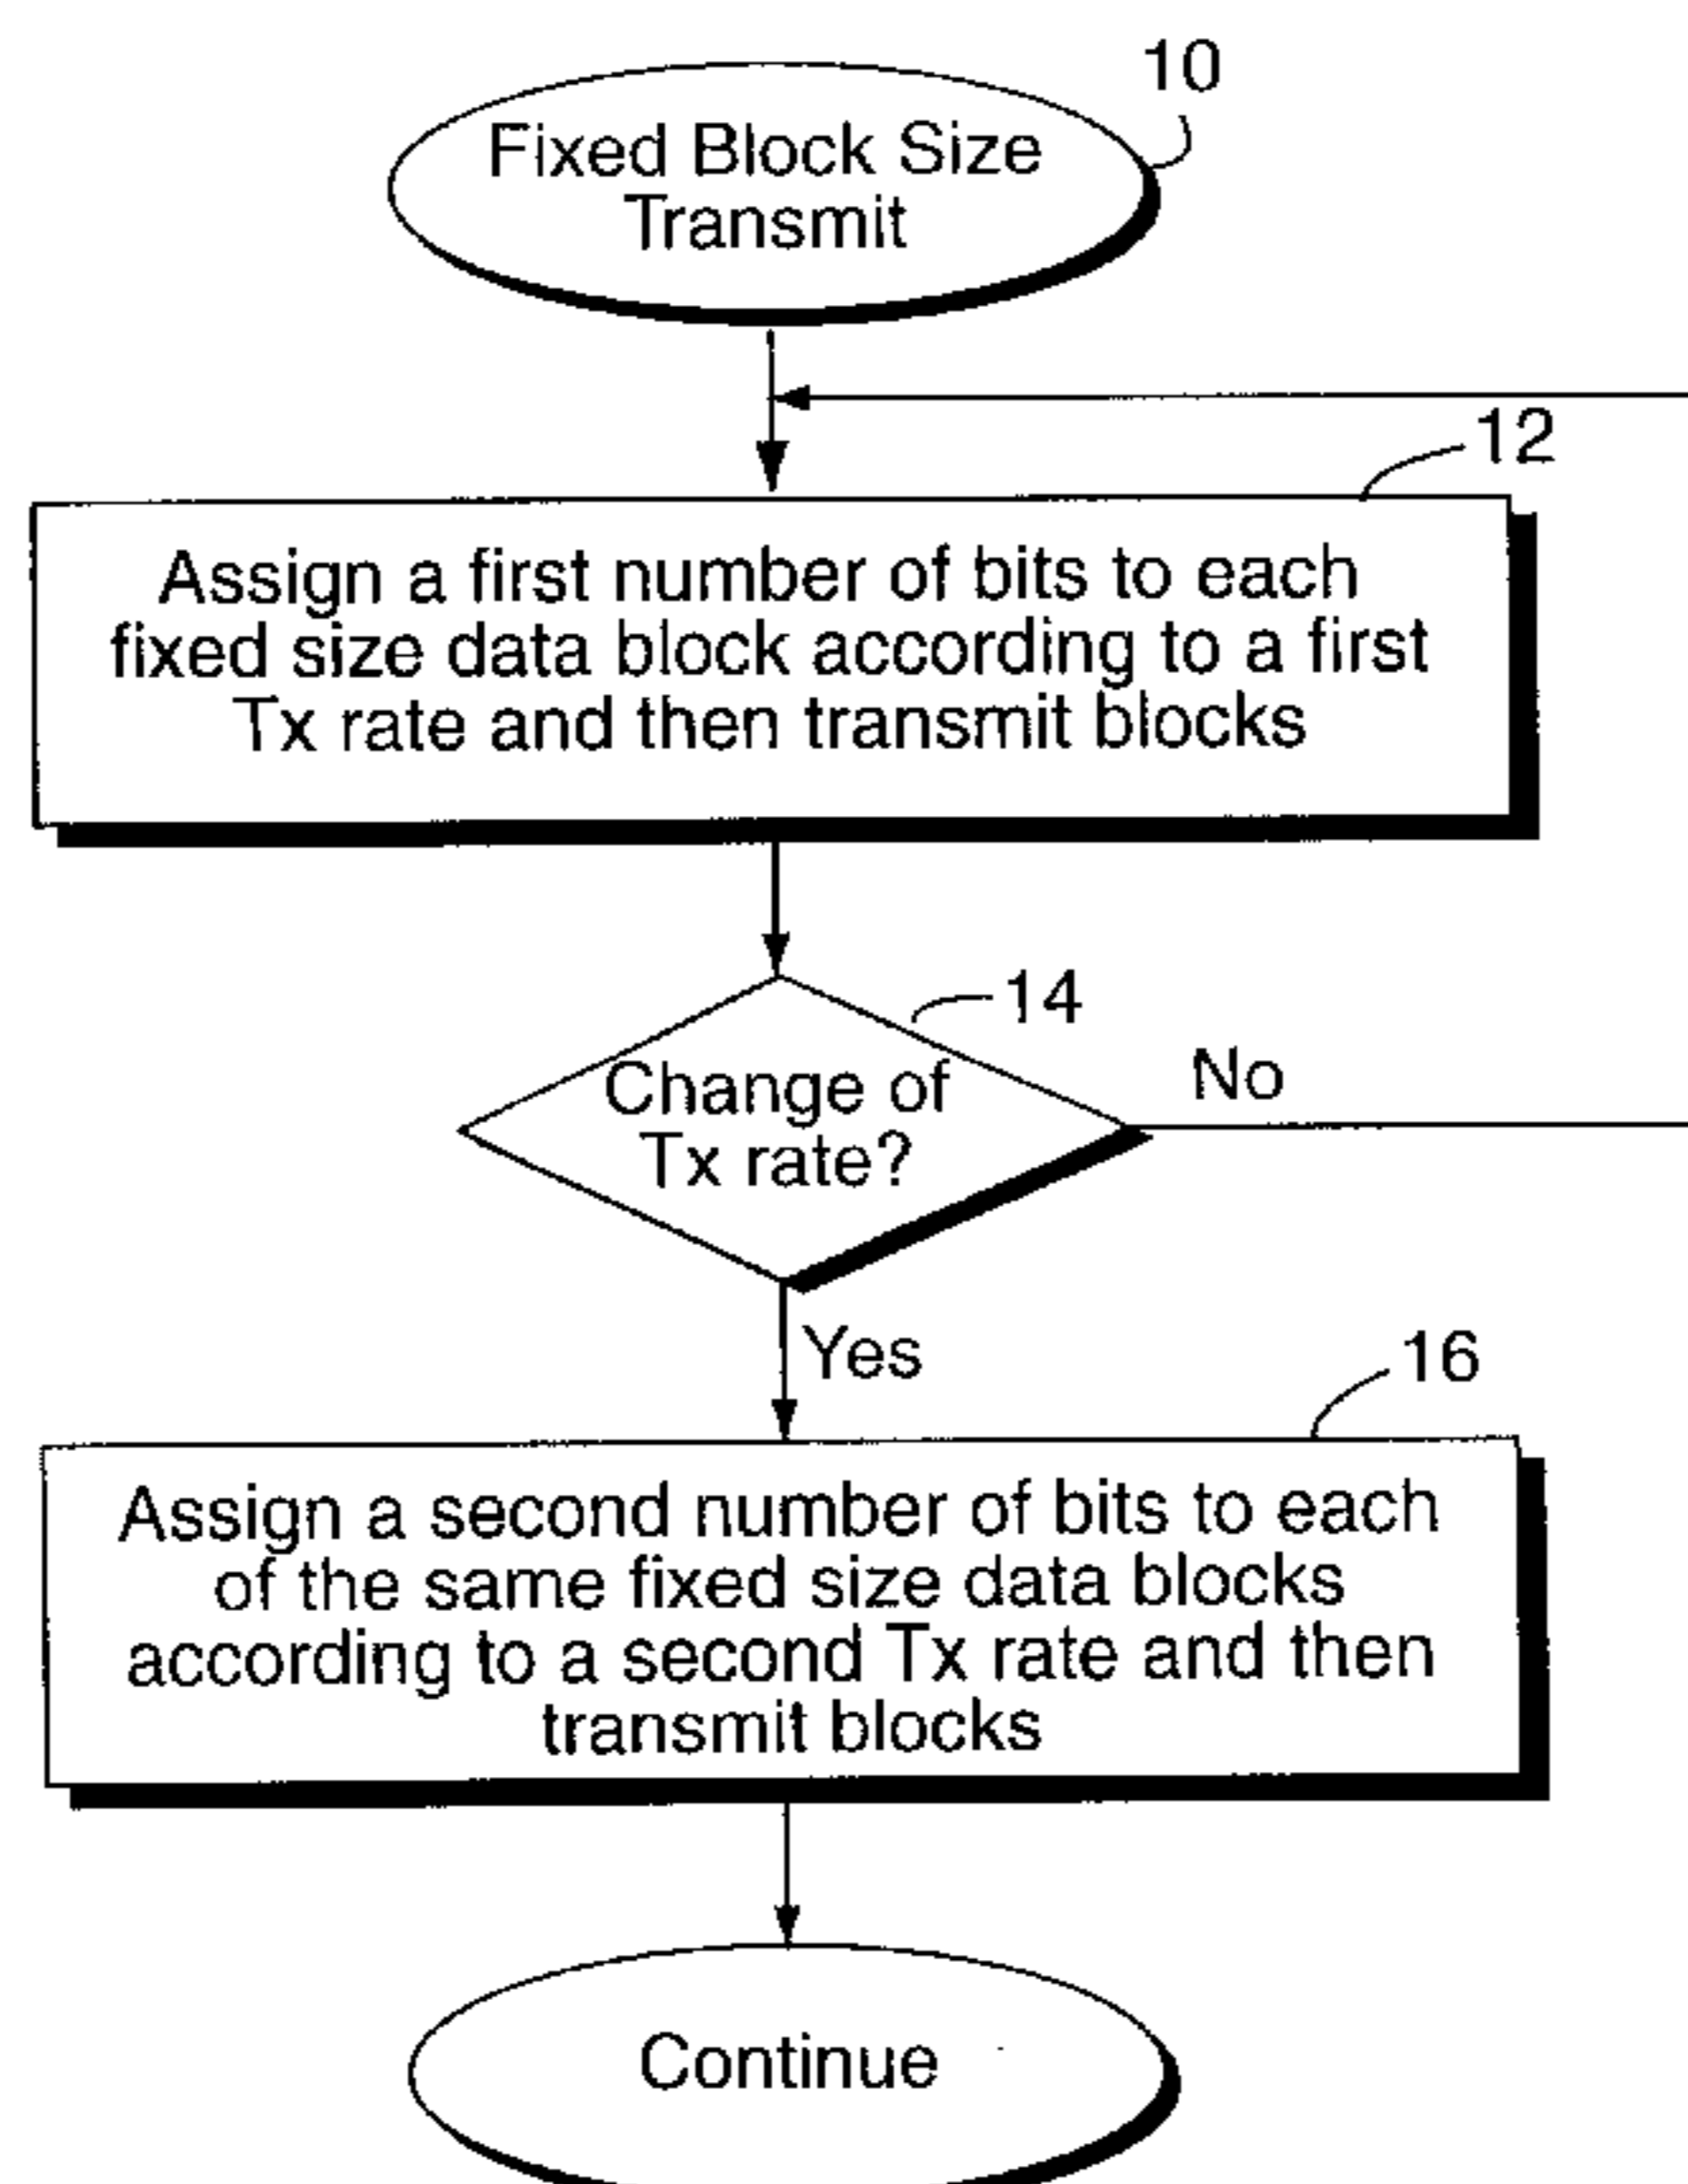 10
Fixed Block Size
Transmit
12
Assign a first number of bits to each
fixed size data block according to a first
Tx rate and then transmit blocks
14
Change of
Tx rate?
No
Yes
16
Assign a second number of bits to each
of the same fixed size data blocks
according to a second Tx rate and then
transmit blocks
Continue